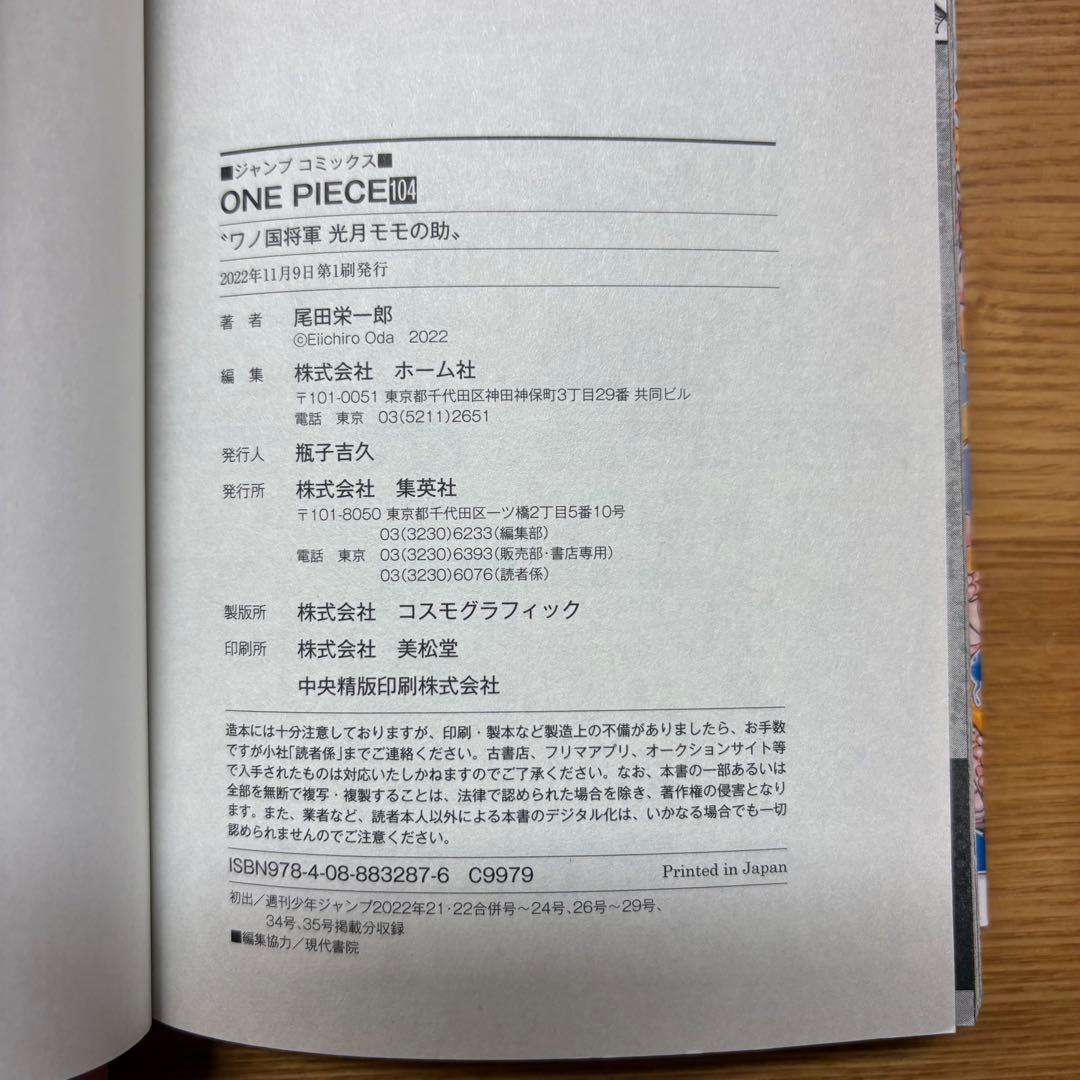 ■ジャンプ コミックス■
ONE PIECE 104
〝ワノ国将軍 光月モモの助〟
2022年11月9日第1刷発行
著 者 尾田栄一郎
©Eiichiro Oda 2022
編 集 株式会社 ホーム社
〒101-0051 東京都千代田区神田神保町3丁目29番 共同ビル
電話 東京 03(5211)2651
発行人 瓶子吉久
発行所 株式会社 集英社
〒101-8050 東京都千代田区一ツ橋2丁目5番10号
03(3230)6233(編集部)
電話 東京 03(3230)6393(販売部・書店専用)
03(3230)6076(読者係)
製版所 株式会社 コスモグラフィック
印刷所 株式会社 美松堂
中央精版印刷株式会社
造本には十分注意しておりますが、印刷・製本など製造上の不備がありましたら、お手数
ですが小社「読者係」までご連絡ください。古書店、フリマアプリ、オークションサイト等
で入手されたものは対応いたしかねますのでご了承ください。なお、本書の一部あるいは
全部を無断で複写・複製することは、法律で認められた場合を除き、著作権の侵害となり
ます。また、業者など、読者本人以外による本書のデジタル化は、いかなる場合でも一切
認められませんのでご注意ください。
ISBN978-4-08-883287-6 C9979 Printed in Japan
初出/週刊少年ジャンプ2022年21・22合併号〜24号、26号〜29号、
34号、35号掲載分収録
■編集協力/現代書院